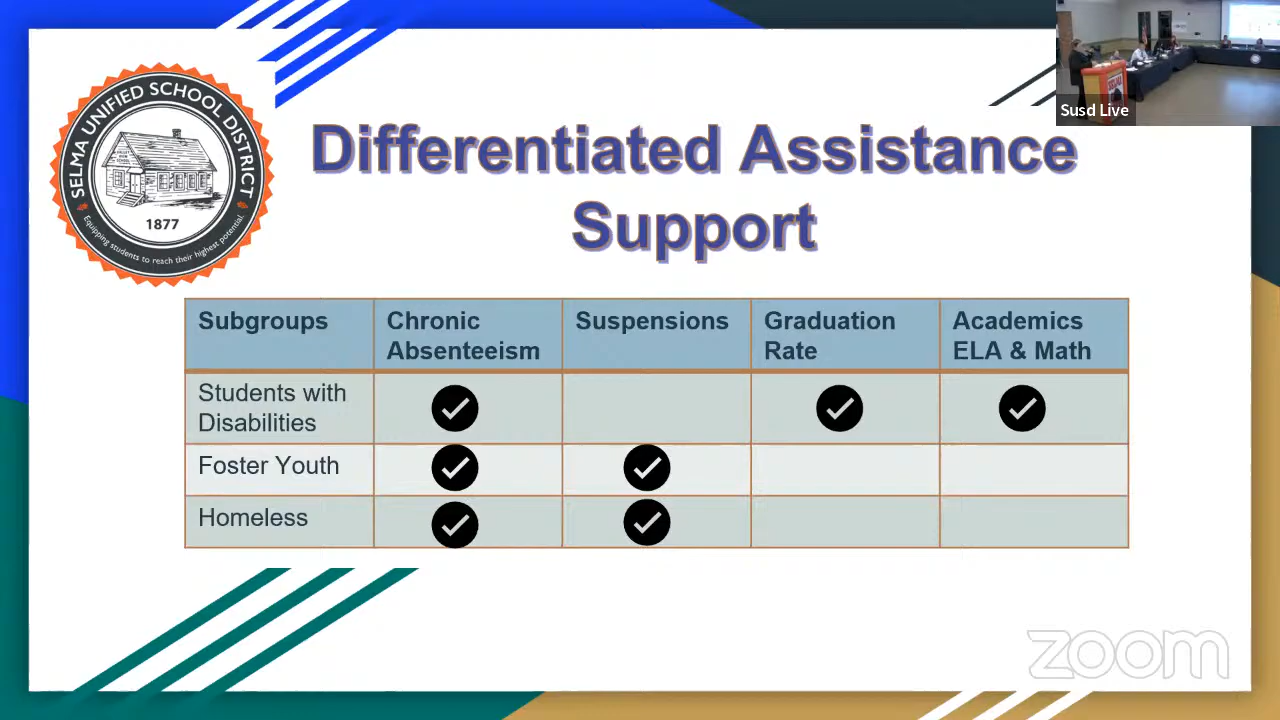 Susd Live
SELMA UNIFIED SCHOOL DISTRICT
1877
Equipping students to reach their highest potential.
Differentiated Assistance
Support
Subgroups
Chronic
Absenteeism
Suspensions
Graduation
Rate
Academics
ELA & Math
Students with
Disabilities
Foster Youth
Homeless
zoom